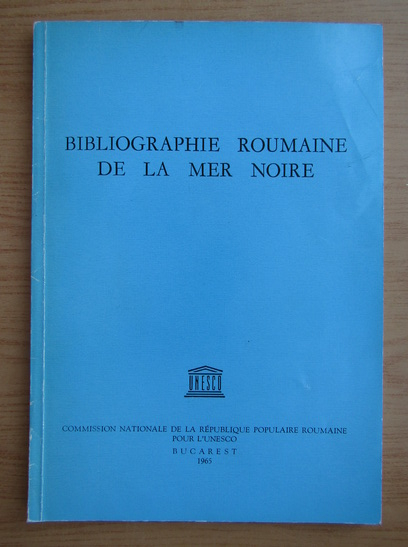 BIBLIOGRAPHIE ROUMAINE
DE LA MER NOIRE
UNESCO
COMMISSION NATIONALE DE LA RÉPUBLIQUE POPULAIRE ROUMAINE
POUR L'UNESCO
BUCAREST
1965